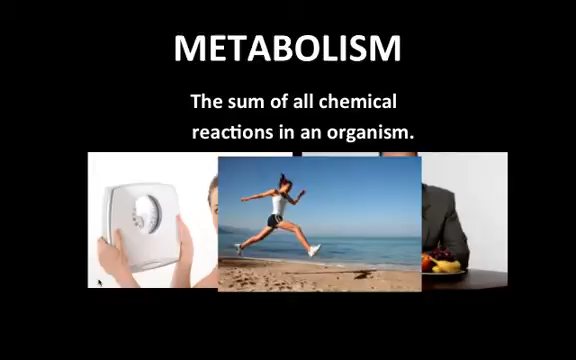 METABOLISM
The sum of all chemical
reactions in an organism.